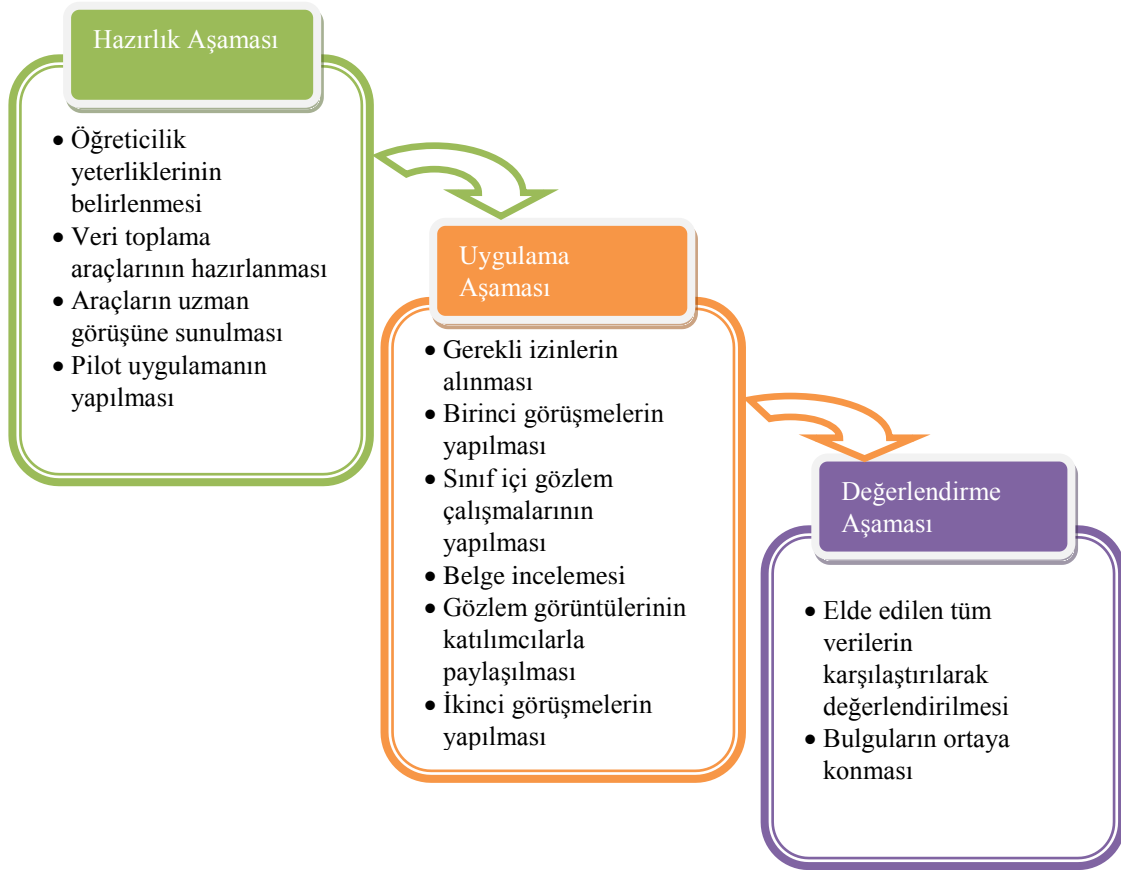 Hazırlık Aşaması
• Öğreticilik
yeterliklerinin
belirlenmesi
• Veri toplama
araçlarının hazırlanması
• Araçların uzman
görüşüne sunulması
• Pilot uygulamanın
yapılması
Uygulama
Aşaması
• Gerekli izinlerin
alınması
• Birinci görüşmelerin
yapılması
• Sınıf içi gözlem
çalışmalarının
yapılması
• Belge incelemesi
• Gözlem görüntülerinin
katılımcılarla
paylaşılması
• İkinci görüşmelerin
yapılması
Değerlendirme
Aşaması
• Elde edilen tüm
verilerin
karşılaştırılarak
değerlendirilmesi
• Bulguların ortaya
konması